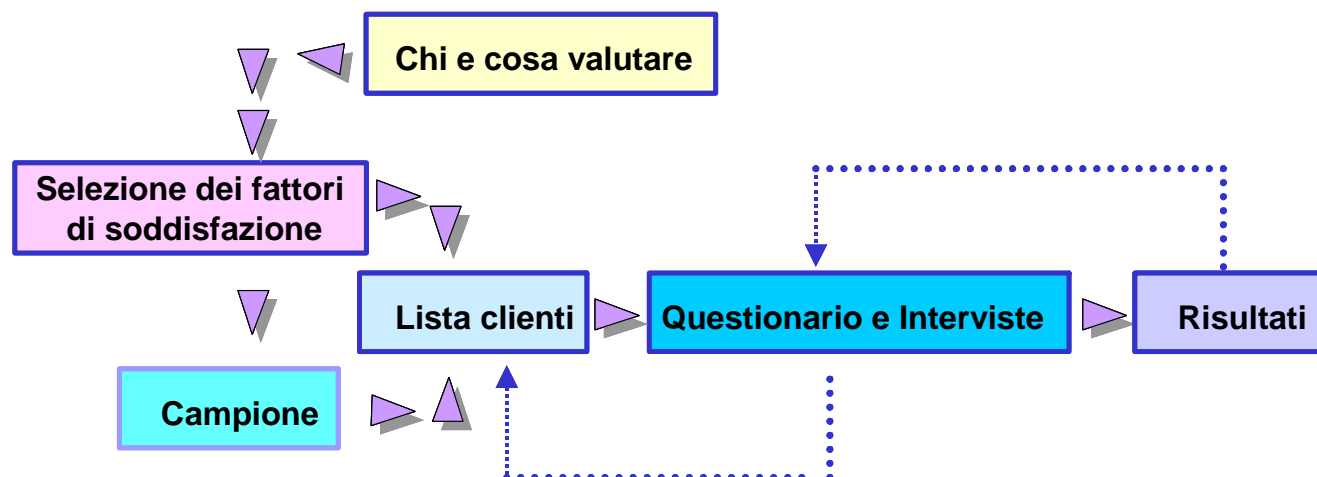 Chi e cosa valutare
Selezione dei fattori
di soddisfazione
Lista clienti
Questionario e Interviste
Risultati
Campione